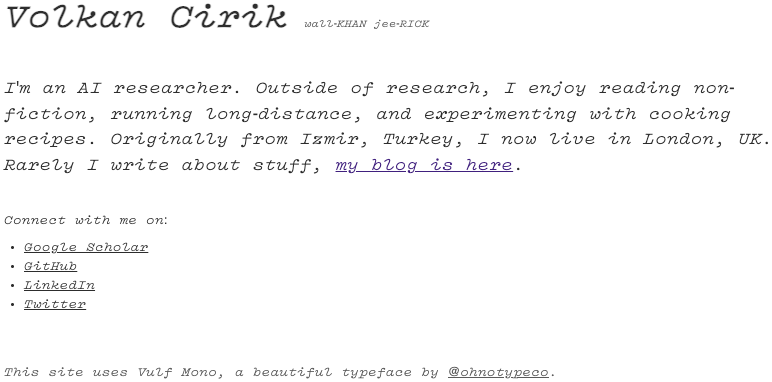 Volkan Cirik wall-KHAN jee-RICK
I'm an AI researcher. Outside of research, I enjoy reading non-
fiction, running long-distance, and experimenting with cooking
recipes. Originally from Izmir, Turkey, I now live in London, UK.
Rarely I write about stuff, my blog is here.
Connect with me on:
• Google Scholar
• GitHub
• LinkedIn
• Twitter
This site uses Vulf Mono, a beautiful typeface by @ohnotypeco.